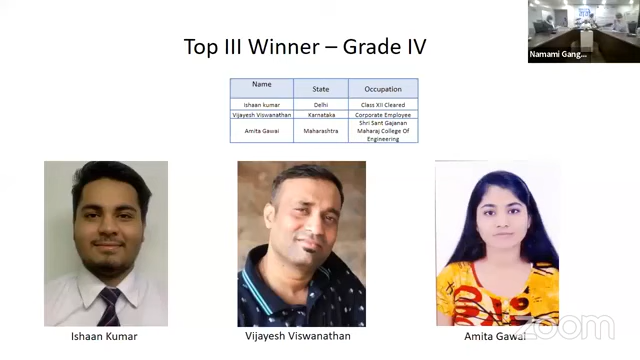 Top III Winner – Grade IV
Namami Gang...
Name State Occupation
Ishaan kumar Delhi Class XII Cleared
Vijayesh Viswanathan Karnataka Corporate Employee
Amita Gawai Maharashtra Shri Sant Gajanan
Maharaj College Of
Engineering
Ishaan Kumar
Vijayesh Viswanathan
Amita Gawai
zoom